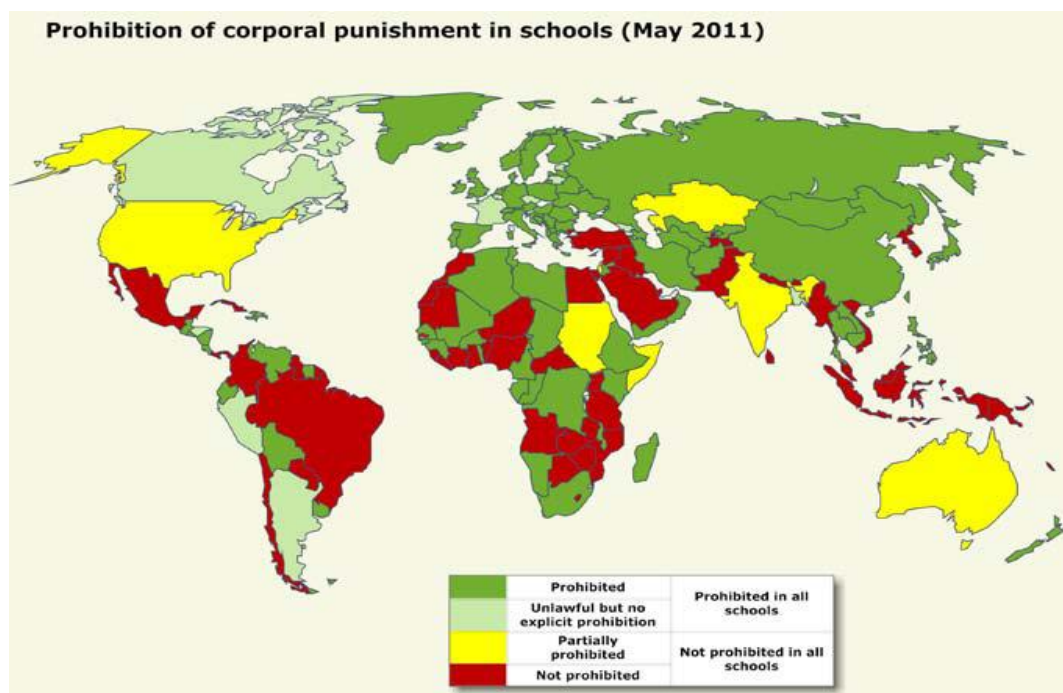 Prohibition of corporal punishment in schools (May 2011)
Prohibited
Unlawful but no
explicit prohibition
Prohibited in all
schools
Partially
prohibited
Not prohibited
Not prohibited in all
schools